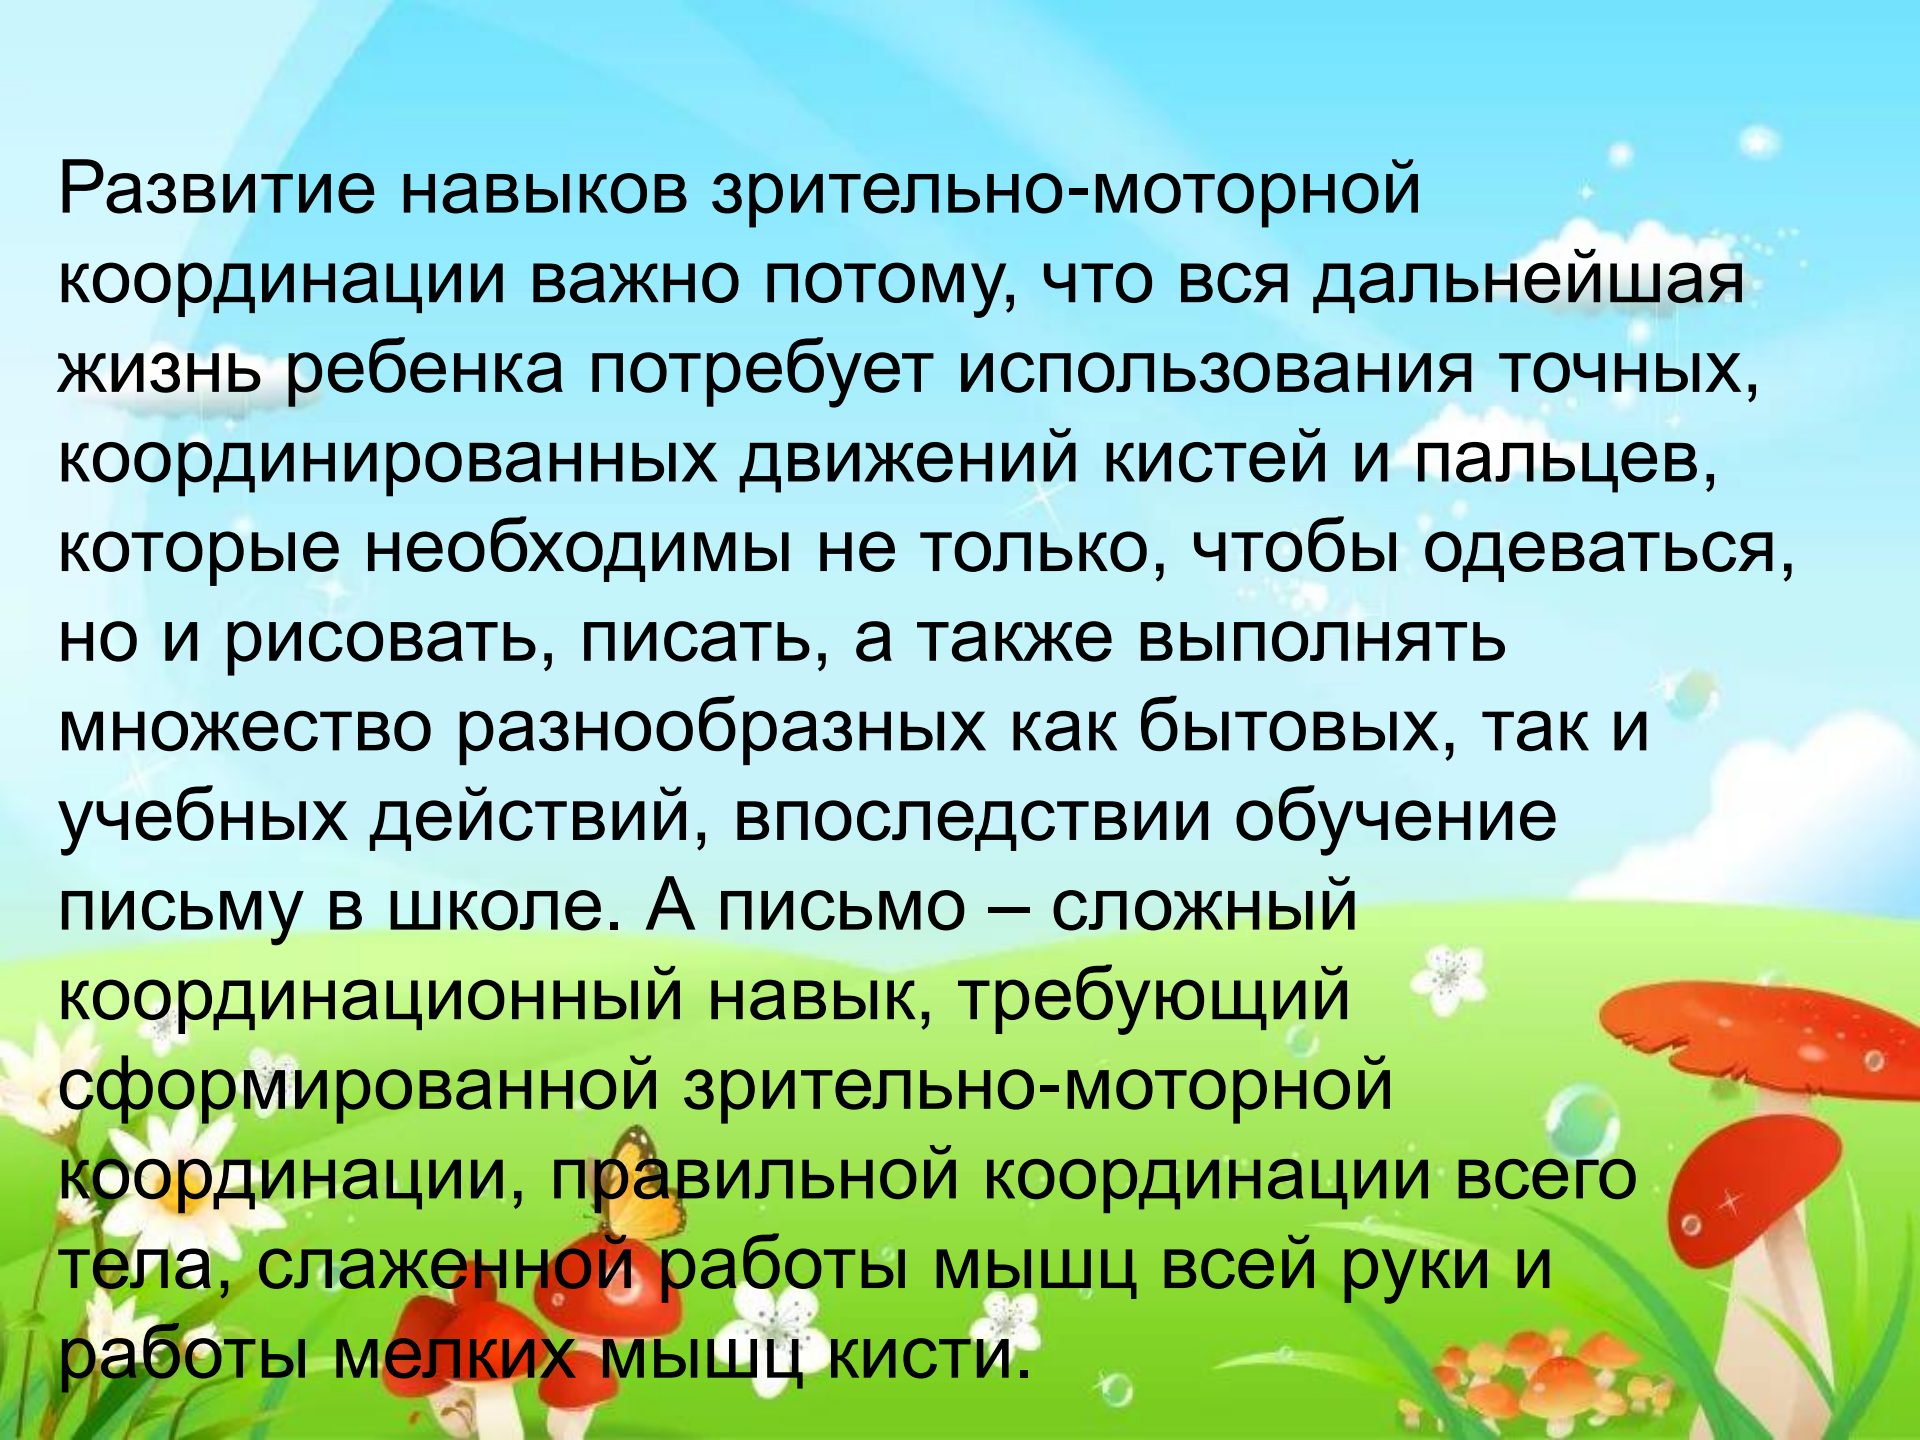 Развитие навыков зрительно-моторной
координации важно потому, что вся дальнейшая
жизнь ребенка потребует использования точных,
координированных движений кистей и пальцев,
которые необходимы не только, чтобы одеваться,
но и рисовать, писать, а также выполнять
множество разнообразных как бытовых, так и
учебных действий, впоследствии обучение
письму в школе. А письмо – сложный
координационный навык, требующий
сформированной зрительно-моторной
координации, правильной координации всего
тела, слаженной работы мышц всей руки и
работы мелких мышц кисти.